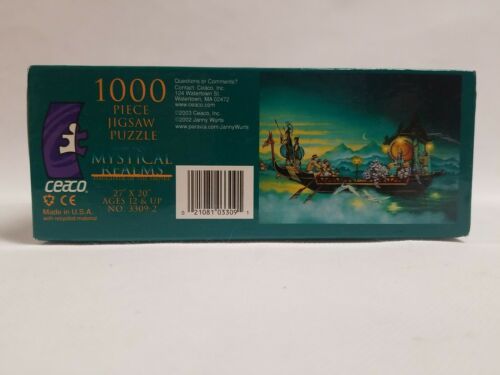 1000
PIECE
JIGSAW
PUZZLE
MYSTICAL
REALMS
27" X 20"
AGES 12 & UP
NO. 3309-2
ceaco
Made in U.S.A.
with recycled material
Questions or Comments?
Contact: Ceaco, Inc.
124 Watertown St.
Watertown, MA 02472
www.ceaco.com
©2003 Ceaco, Inc.
©2002 Janny Wurts
www.paravia.com/JannyWurts
0 21081 03309 1